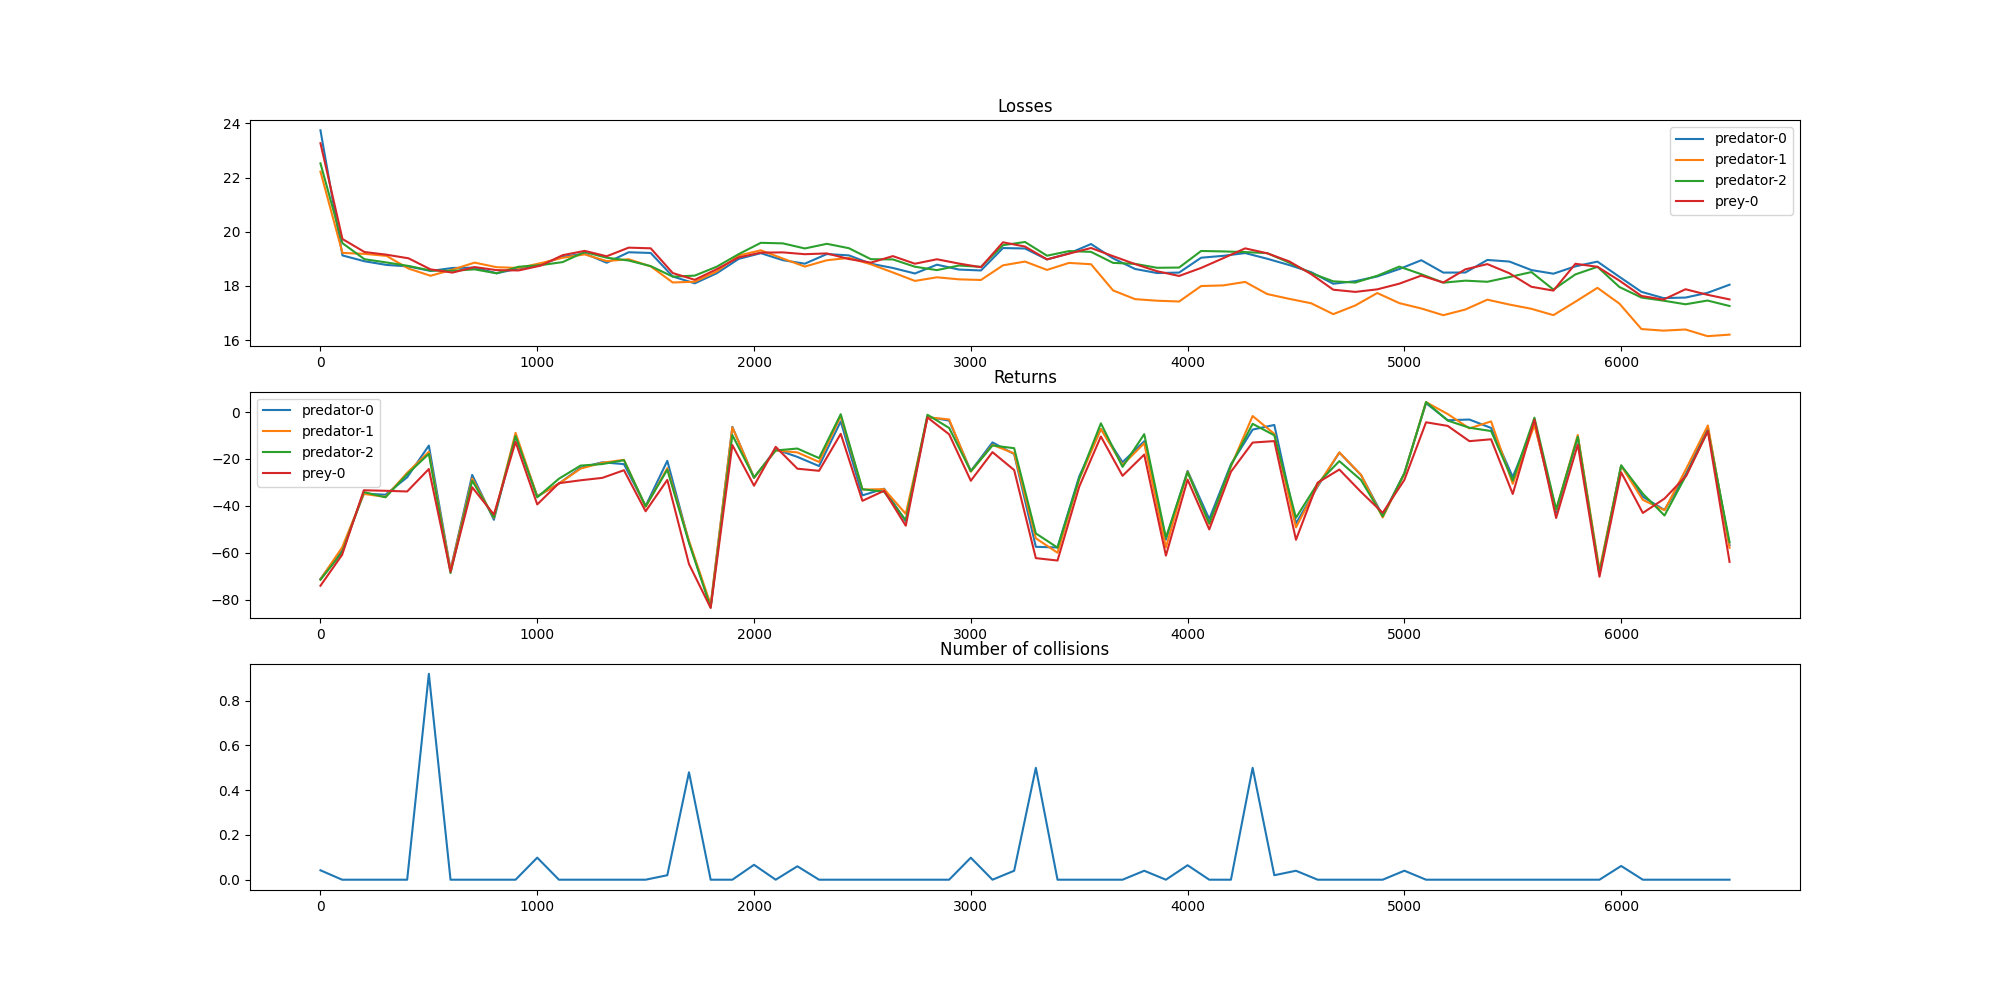 Losses
24
22
20
18
16
predator-0
predator-1
predator-2
prey-0
0 1000 2000 3000 4000 5000 6000
Returns
0
−20
−40
−60
−80
predator-0
predator-1
predator-2
prey-0
0 1000 2000 3000 4000 5000 6000
Number of collisions
0.8
0.6
0.4
0.2
0.0
0 1000 2000 3000 4000 5000 6000